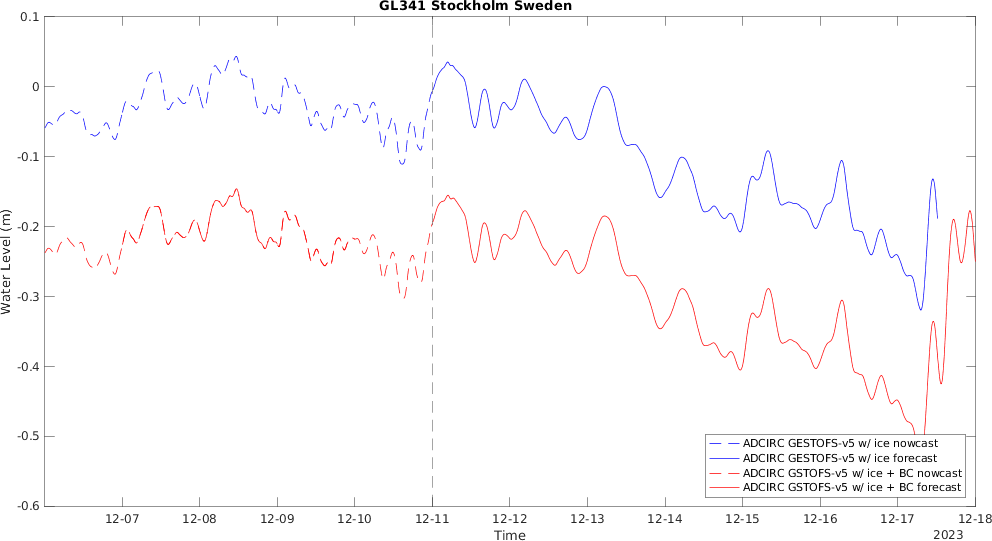 GL341 Stockholm Sweden
0.1
0
-0.1
-0.2
-0.3
-0.4
-0.5
-0.6
Water Level (m)
ADCIRC GESTOFS-v5 w/ ice nowcast
ADCIRC GESTOFS-v5 w/ ice forecast
ADCIRC GSTOFS-v5 w/ ice + BC nowcast
ADCIRC GSTOFS-v5 w/ ice + BC forecast
12-07 12-08 12-09 12-10 12-11 12-12 12-13 12-14 12-15 12-16 12-17 12-18
Time
2023